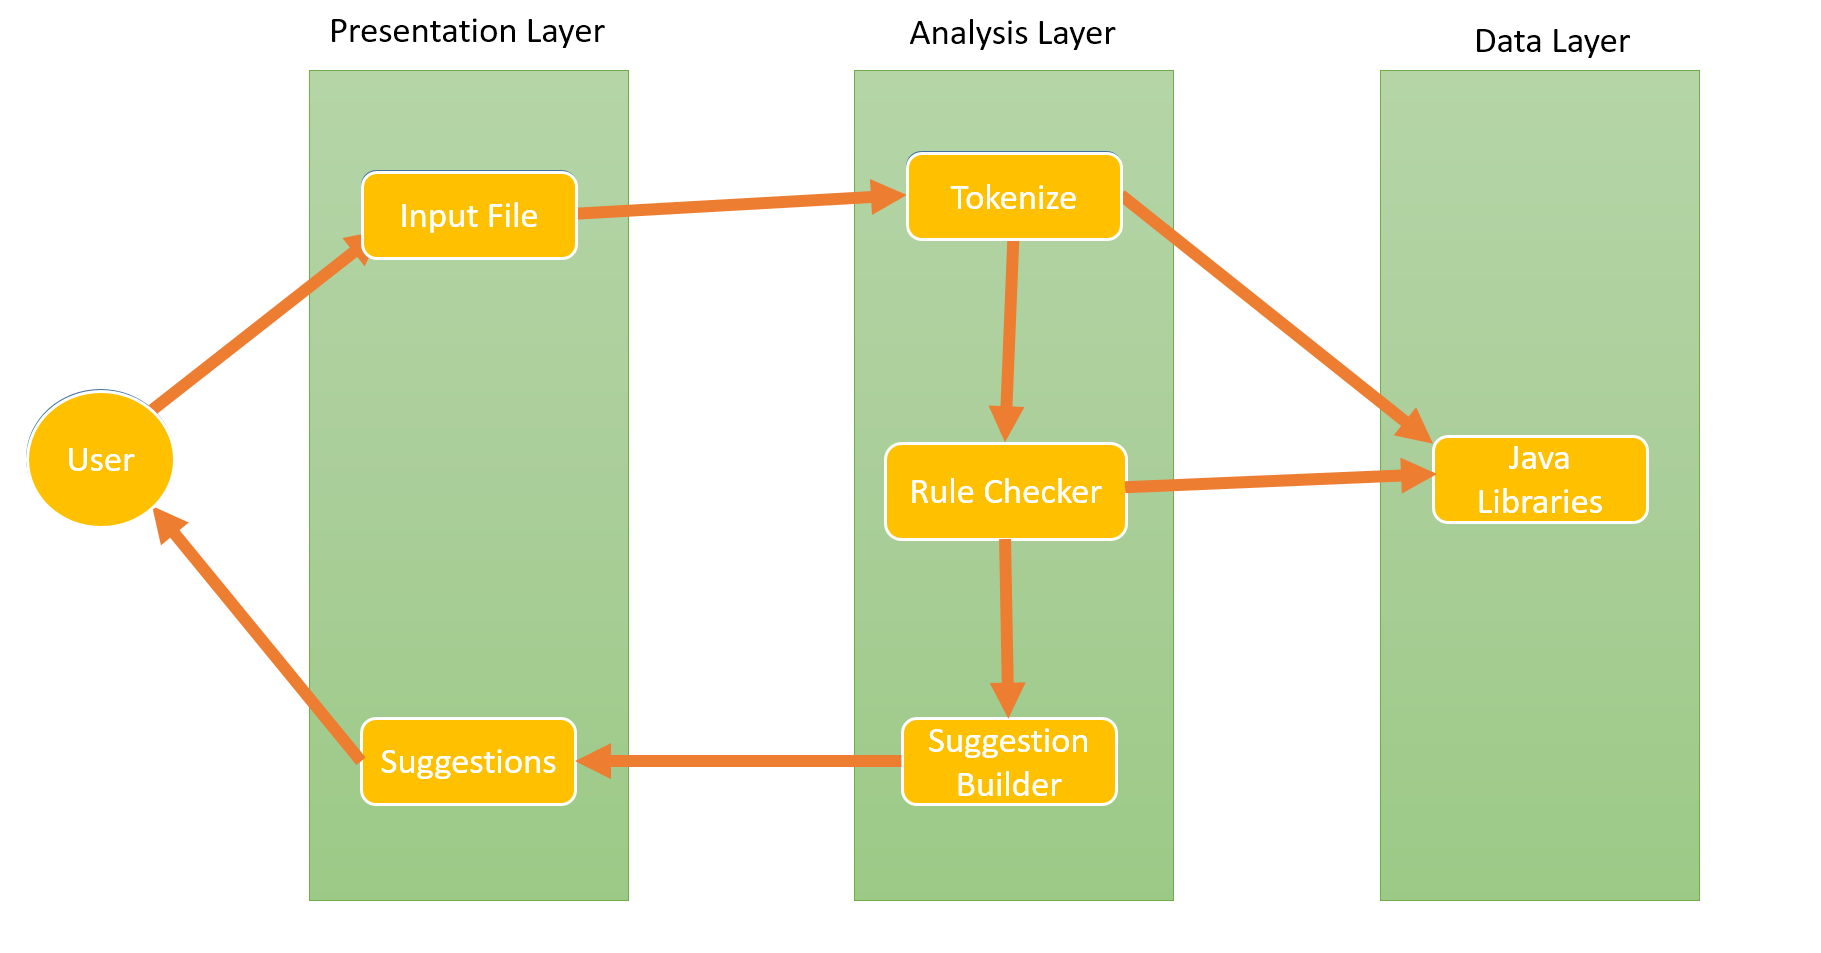 Presentation Layer
Analysis Layer
Data Layer
Input File
Tokenize
User
Rule Checker
Java
Libraries
Suggestions
Suggestion
Builder